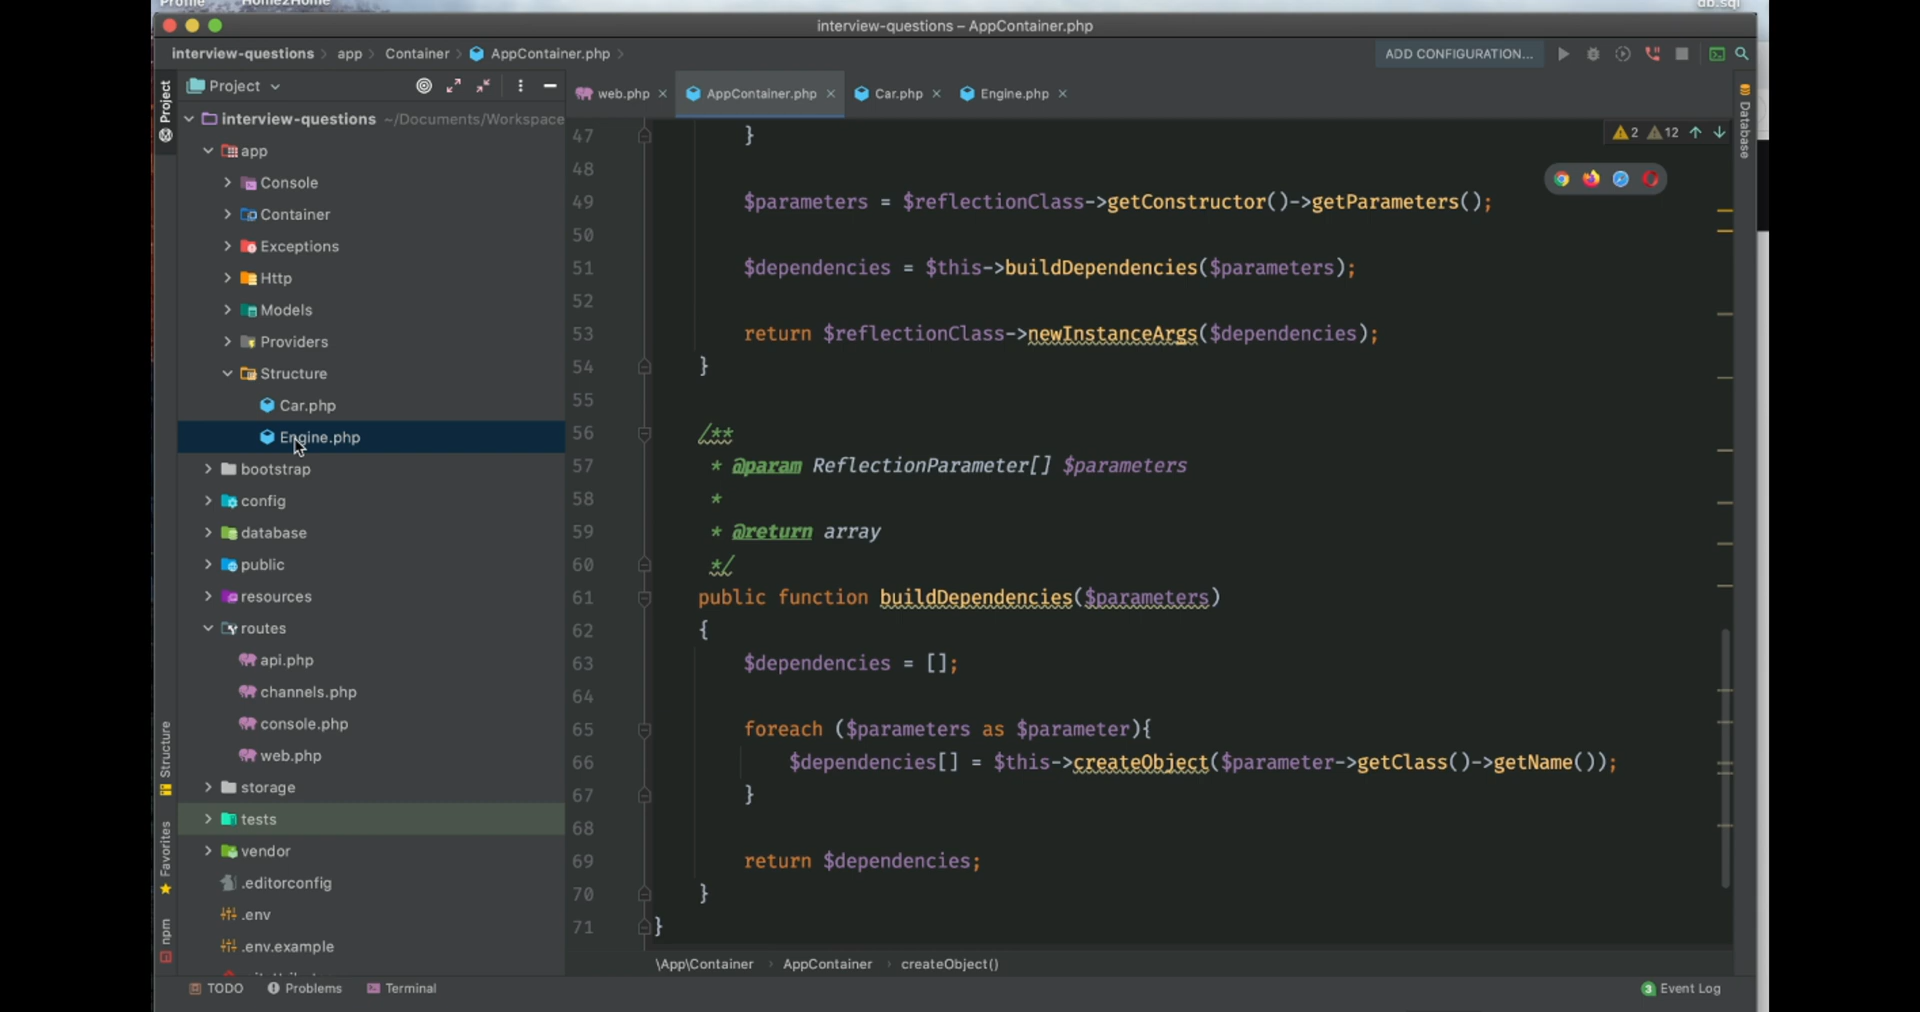 Profile
Home2Home
db.sql
interview-questions – AppContainer.php
interview-questions
app
Container
AppContainer.php
ADD CONFIGURATION...
Project
Project
web.php
AppContainer.php
Car.php
Engine.php
Database
interview-questions ~/Documents/Workspace
app
Console
Container
Exceptions
Http
Models
Providers
Structure
Car.php
Engine.php
bootstrap
config
database
public
resources
routes
api.php
channels.php
console.php
web.php
storage
tests
vendor
.editorconfig
.env
.env.example
Structure
Favorites
npm
2 12
47 }
48
49 $parameters = $reflectionClass->getConstructor()->getParameters();
50
51 $dependencies = $this->buildDependencies($parameters);
52
53 return $reflectionClass->newInstanceArgs($dependencies);
54 }
55
56 /**
57 * @param ReflectionParameter[] $parameters
58 *
59 * @return array
60 */
61 public function buildDependencies($parameters)
62 {
63 $dependencies = [];
64
65 foreach ($parameters as $parameter){
66 $dependencies[] = $this->createObject($parameter->getClass()->getName());
67 }
68
69 return $dependencies;
70 }
71 }
\App\Container
AppContainer
createObject()
TODO
Problems
Terminal
3 Event Log